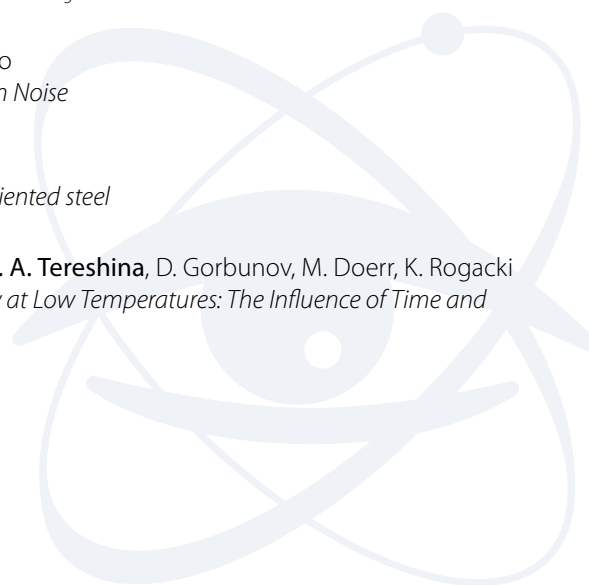 o
n Noise
iented steel
. A. Tereshina, D. Gorbunov, M. Doerr, K. Rogacki
at Low Temperatures: The Influence of Time and